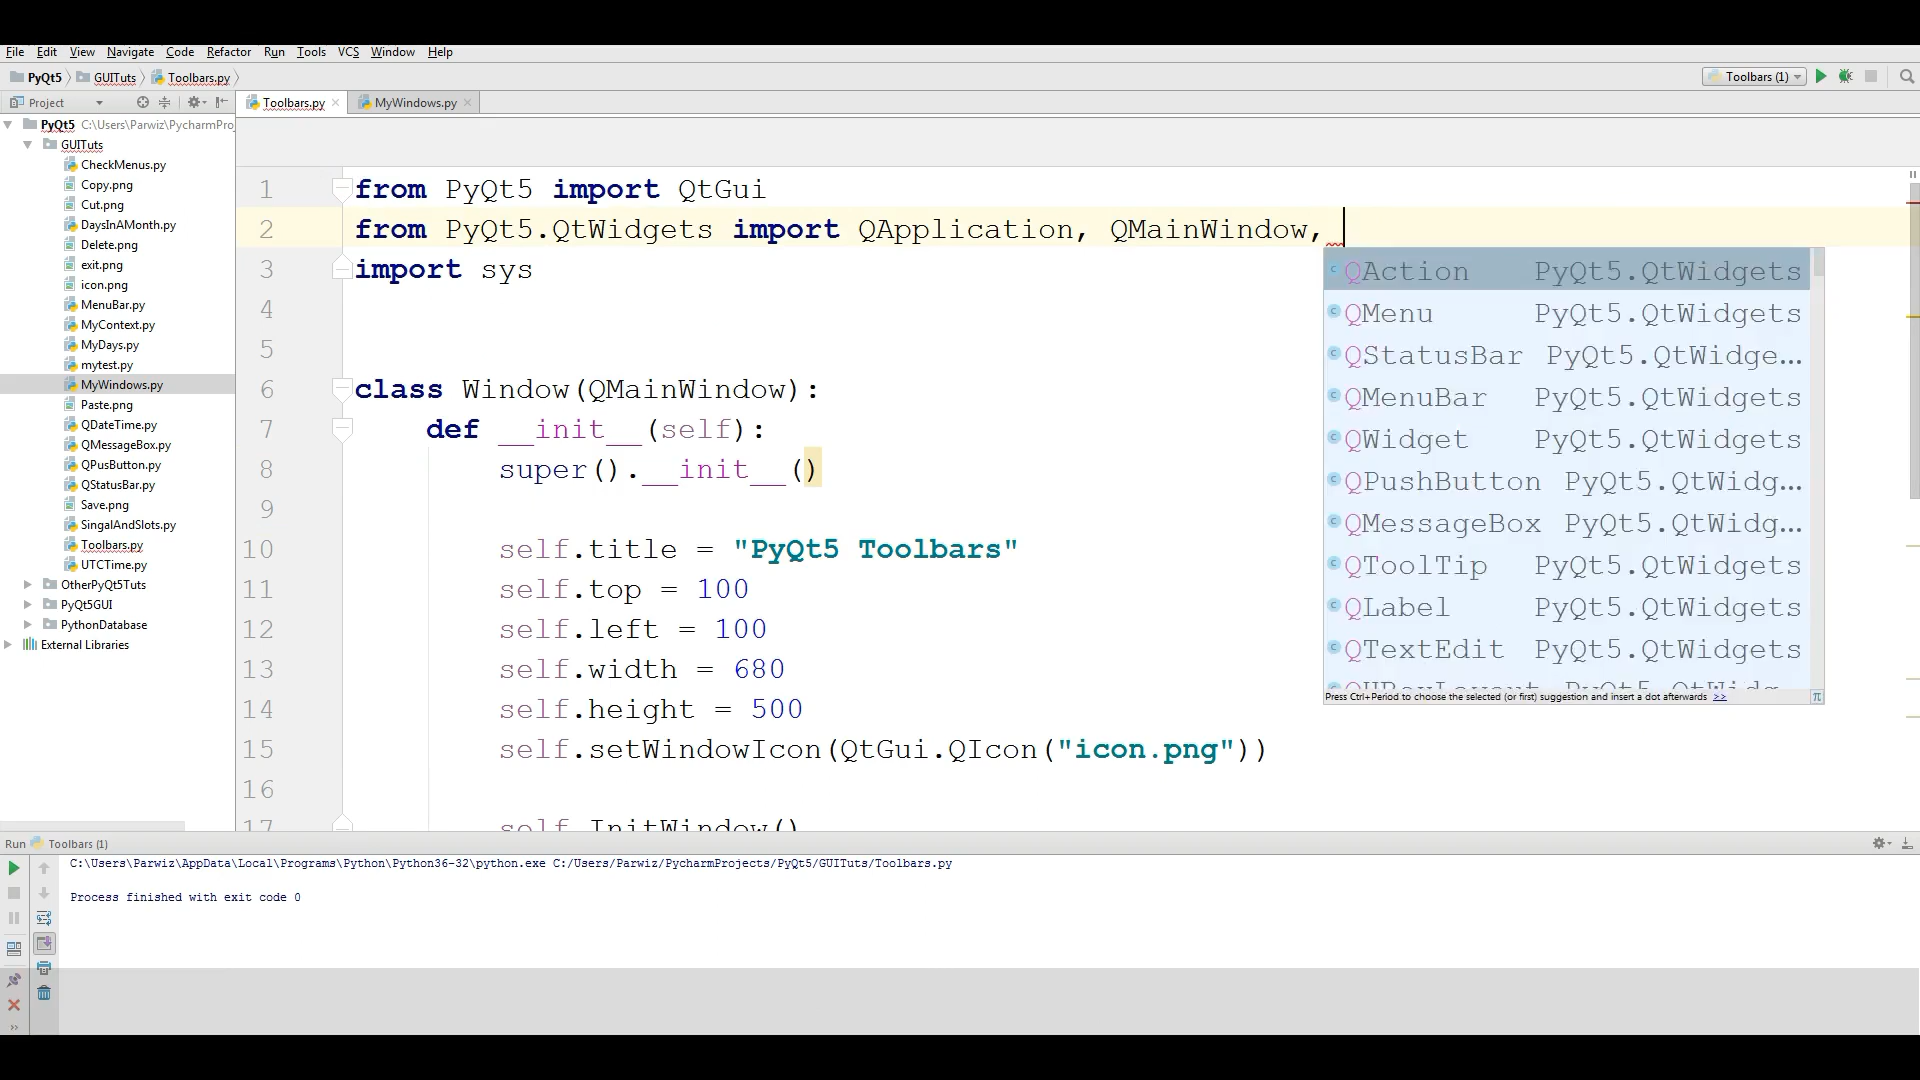 File Edit View Navigate Code Refactor Run Tools VCS Window Help
PyQt5 GUITuts Toolbars.py
Toolbars (1)
Project
Toolbars.py MyWindows.py
PyQt5 C:\Users\Parwiz\PycharmPro
GUITuts
CheckMenus.py
Copy.png
Cut.png
DaysInAMonth.py
Delete.png
exit.png
icon.png
MenuBar.py
MyContext.py
MyDays.py
mytest.py
MyWindows.py
Paste.png
QDateTime.py
QMessageBox.py
QPusButton.py
QStatusBar.py
Save.png
SingalAndSlots.py
Toolbars.py
UTCTime.py
OtherPyQt5Tuts
PyQt5GUI
PythonDatabase
External Libraries
1 from PyQt5 import QtGui
2 from PyQt5.QtWidgets import QApplication, QMainWindow,
3 import sys
4
5
6 class Window(QMainWindow):
7 def __init__(self):
8 super().__init__()
9
10 self.title = "PyQt5 Toolbars"
11 self.top = 100
12 self.left = 100
13 self.width = 680
14 self.height = 500
15 self.setWindowIcon(QtGui.QIcon("icon.png"))
16
17 self.InitWindow()
QAction PyQt5.QtWidgets
QMenu PyQt5.QtWidgets
QStatusBar PyQt5.QtWidge...
QMenuBar PyQt5.QtWidgets
QWidget PyQt5.QtWidgets
QPushButton PyQt5.QtWidg...
QMessageBox PyQt5.QtWidg...
QToolTip PyQt5.QtWidgets
QLabel PyQt5.QtWidgets
QTextEdit PyQt5.QtWidgets
Press Ctrl+Period to choose the selected (or first) suggestion and insert a dot afterwards >> π
Run Toolbars (1)
C:\Users\Parwiz\AppData\Local\Programs\Python\Python36-32\python.exe C:/Users/Parwiz/PycharmProjects/PyQt5/GUITuts/Toolbars.py
Process finished with exit code 0